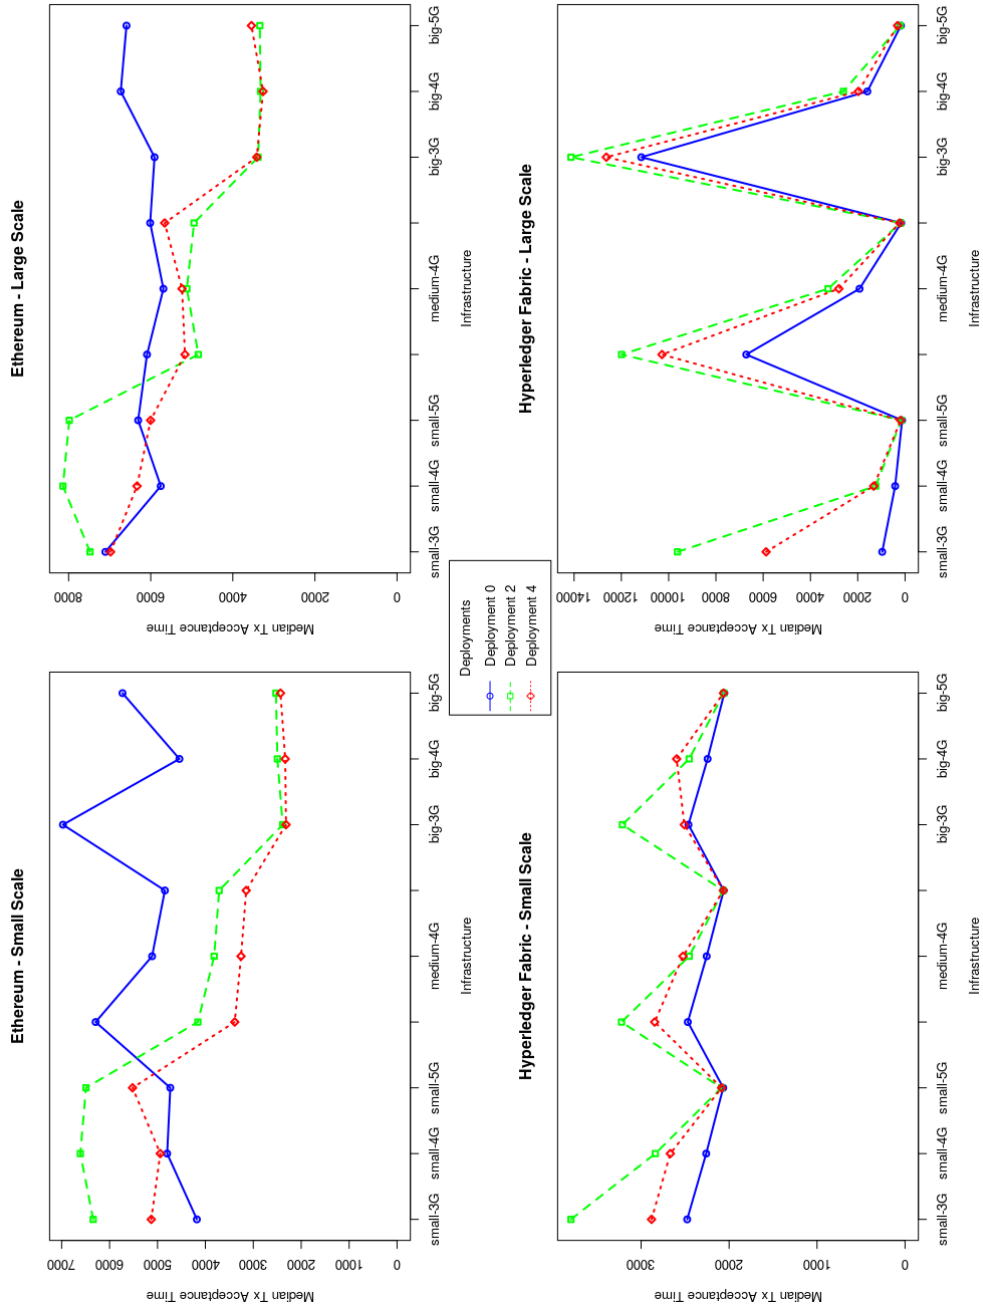 Ethereum - Small Scale
Median Tx Acceptance Time
0
1000
2000
3000
4000
5000
6000
7000
small-3G
small-4G
small-5G
medium-4G
big-3G
big-4G
big-5G
Infrastructure
Ethereum - Large Scale
Median Tx Acceptance Time
0
2000
4000
6000
8000
small-3G
small-4G
small-5G
medium-4G
big-3G
big-4G
big-5G
Infrastructure
Deployments
Deployment 0
Deployment 2
Deployment 4
Hyperledger Fabric - Small Scale
Median Tx Acceptance Time
0
1000
2000
3000
small-3G
small-4G
small-5G
medium-4G
big-3G
big-4G
big-5G
Infrastructure
Hyperledger Fabric - Large Scale
Median Tx Acceptance Time
0
2000
4000
6000
8000
10000
12000
14000
small-3G
small-4G
small-5G
medium-4G
big-3G
big-4G
big-5G
Infrastructure